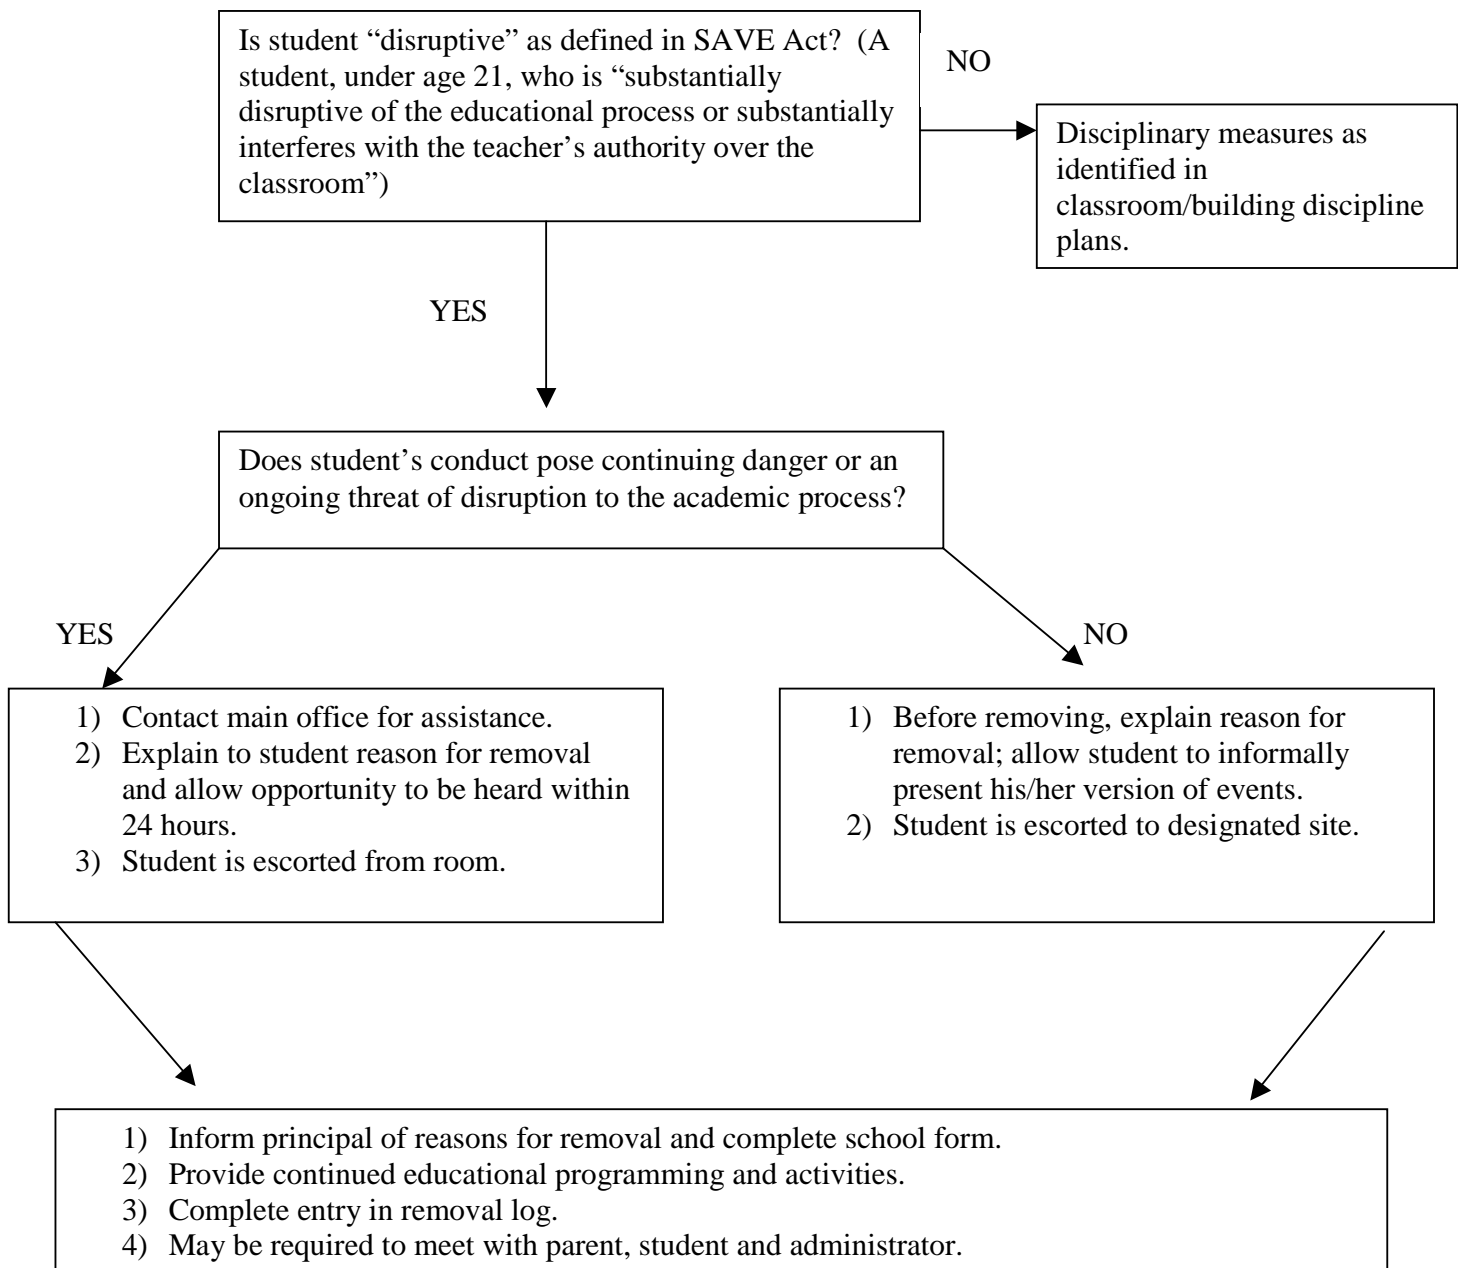 Is student “disruptive” as defined in SAVE Act?  (A
student, under age 21, who is “substantially
disruptive of the educational process or substantially
interferes with the teacher’s authority over the
classroom”)
NO
Disciplinary measures as
identified in
classroom/building discipline
plans.
YES
Does student’s conduct pose continuing danger or an
ongoing threat of disruption to the academic process?
YES
NO
1) Contact main office for assistance.
2) Explain to student reason for removal
and allow opportunity to be heard within
24 hours.
3) Student is escorted from room.
1) Before removing, explain reason for
removal; allow student to informally
present his/her version of events.
2) Student is escorted to designated site.
1) Inform principal of reasons for removal and complete school form.
2) Provide continued educational programming and activities.
3) Complete entry in removal log.
4) May be required to meet with parent, student and administrator.